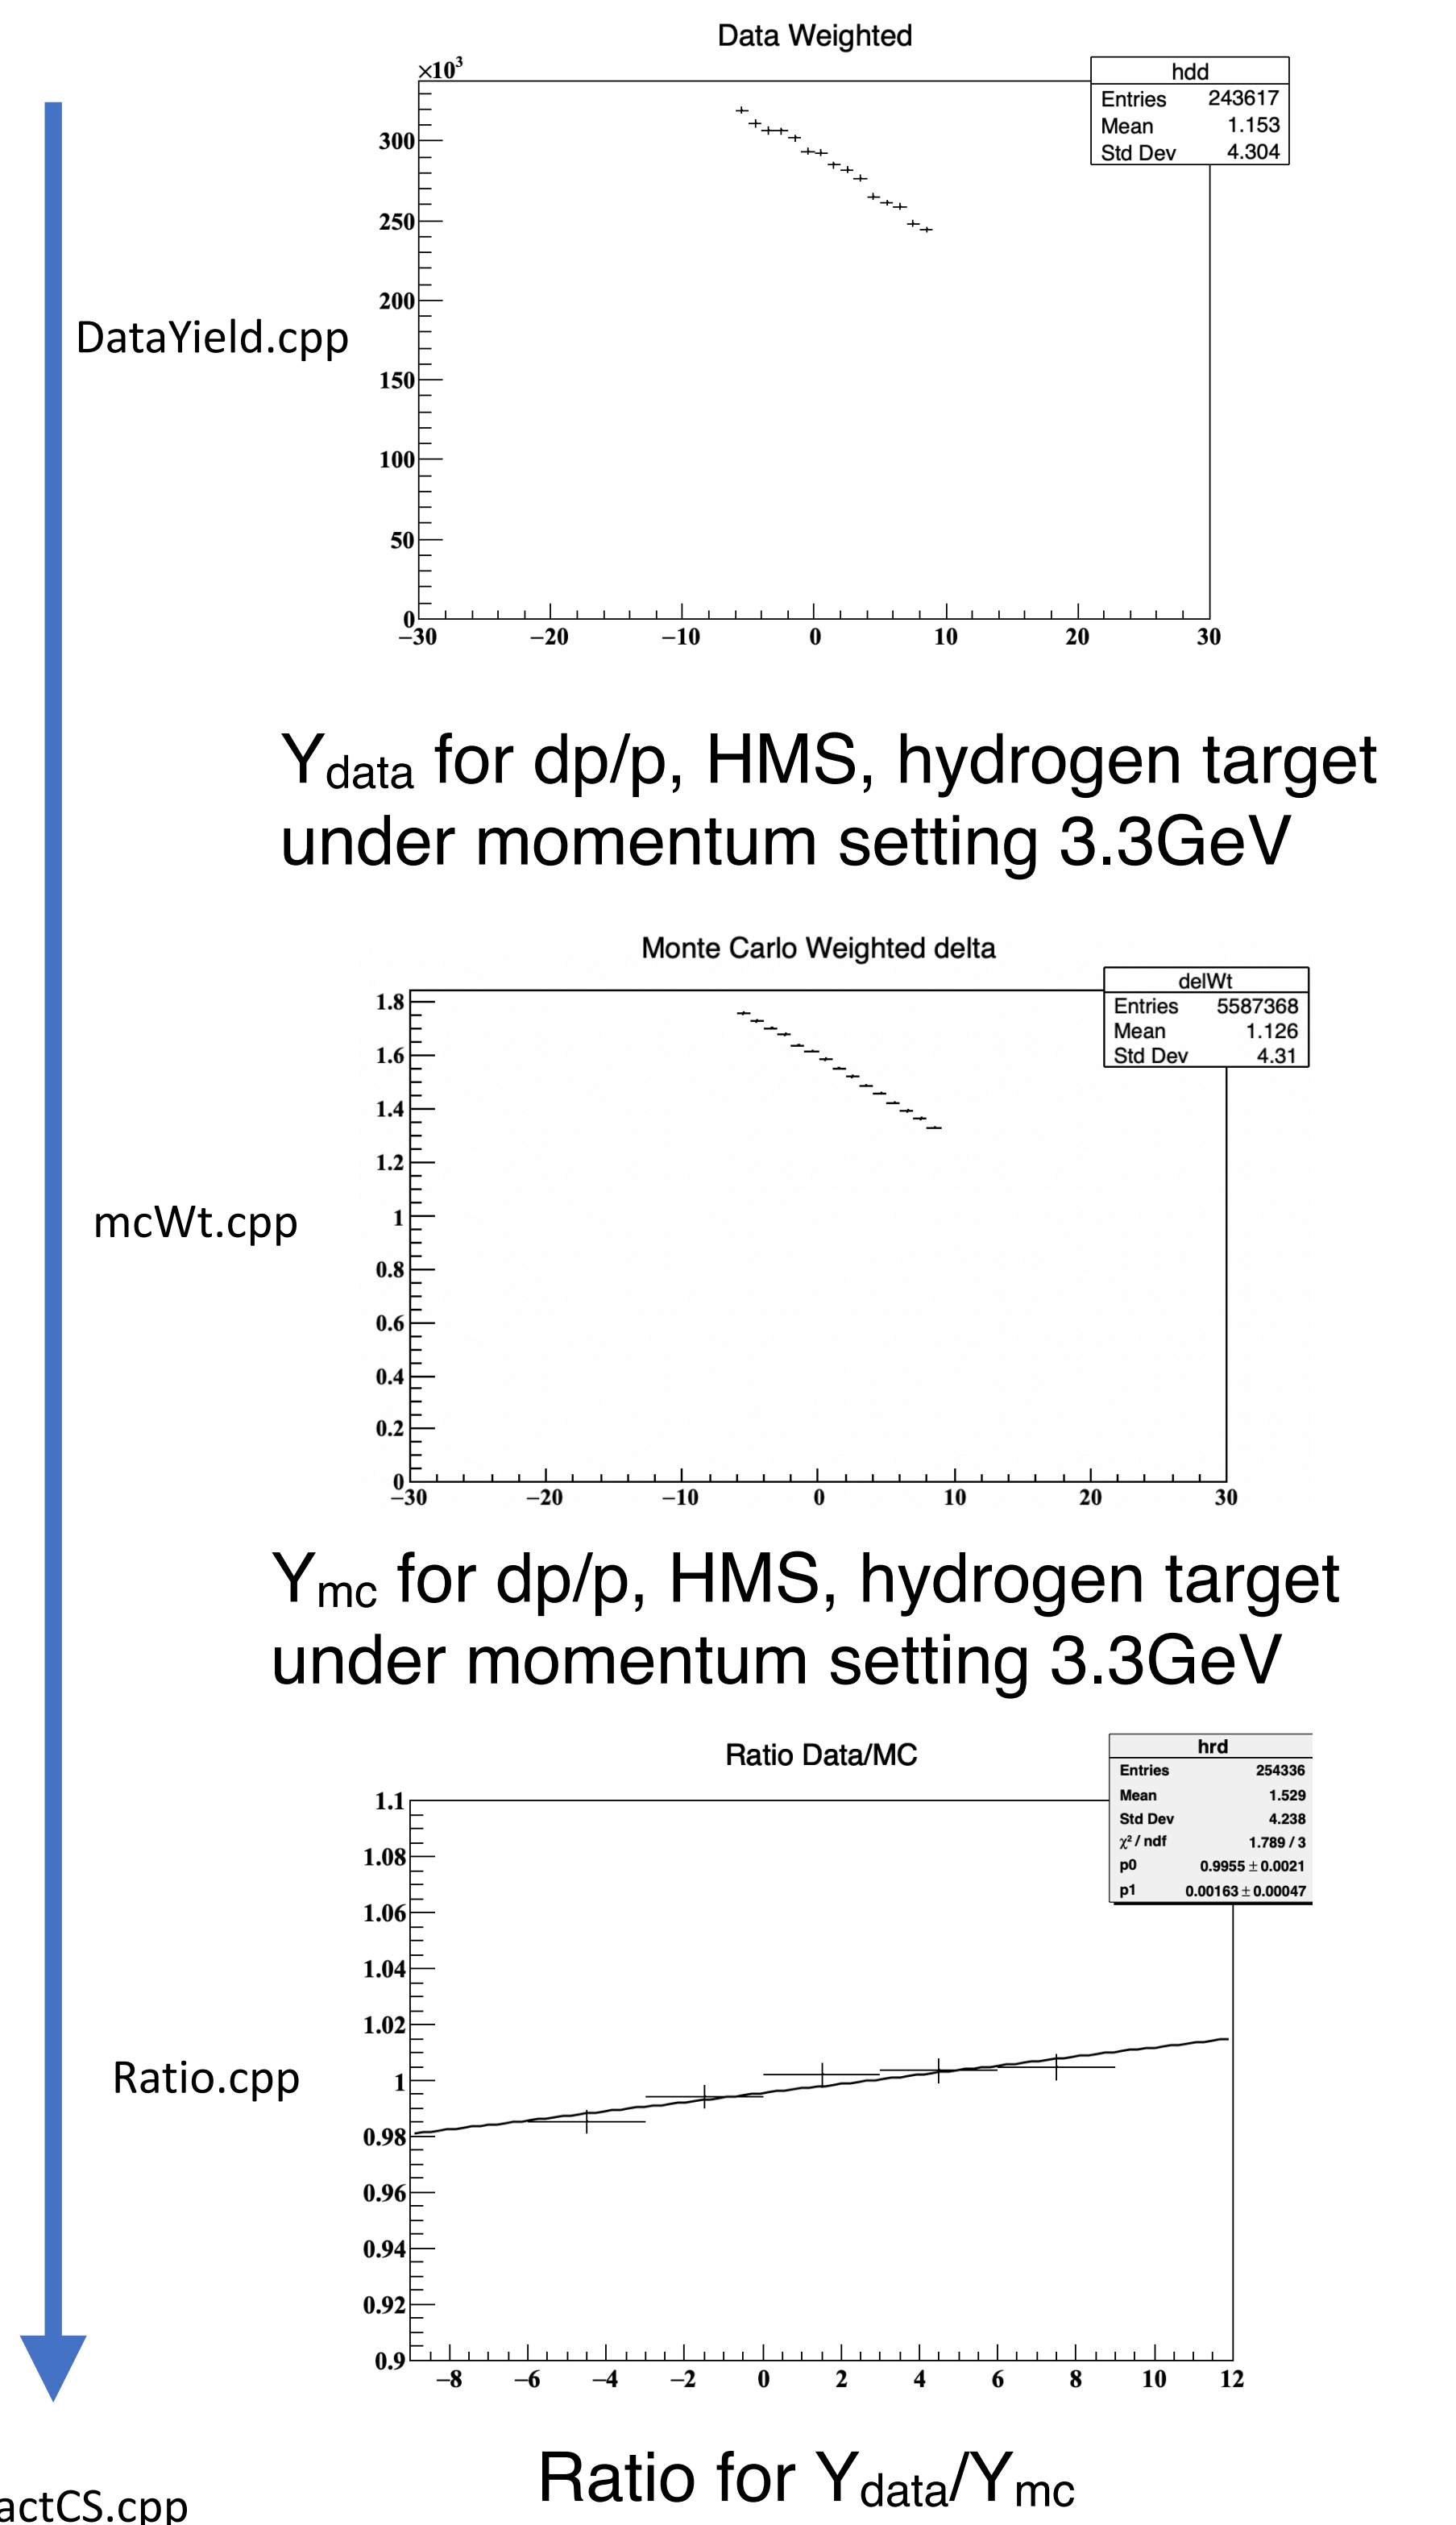 Data Weighted
×10³
hdd
Entries 243617
Mean 1.153
Std Dev 4.304
300
250
200
150
100
50
0
−30 −20 −10 0 10 20 30
DataYield.cpp
Y_data for dp/p, HMS, hydrogen target
under momentum setting 3.3GeV
Monte Carlo Weighted delta
delWt
Entries 5587368
Mean 1.126
Std Dev 4.31
1.8
1.6
1.4
1.2
1
0.8
0.6
0.4
0.2
0
−30 −20 −10 0 10 20 30
mcWt.cpp
Y_mc for dp/p, HMS, hydrogen target
under momentum setting 3.3GeV
Ratio Data/MC
hrd
Entries 254336
Mean 1.529
Std Dev 4.238
χ² / ndf 1.789 / 3
p0 0.9955 ± 0.0021
p1 0.00163 ± 0.00047
1.1
1.08
1.06
1.04
1.02
1
0.98
0.96
0.94
0.92
0.9
−8 −6 −4 −2 0 2 4 6 8 10 12
Ratio.cpp
Ratio for Y_data/Y_mc
actCS.cpp